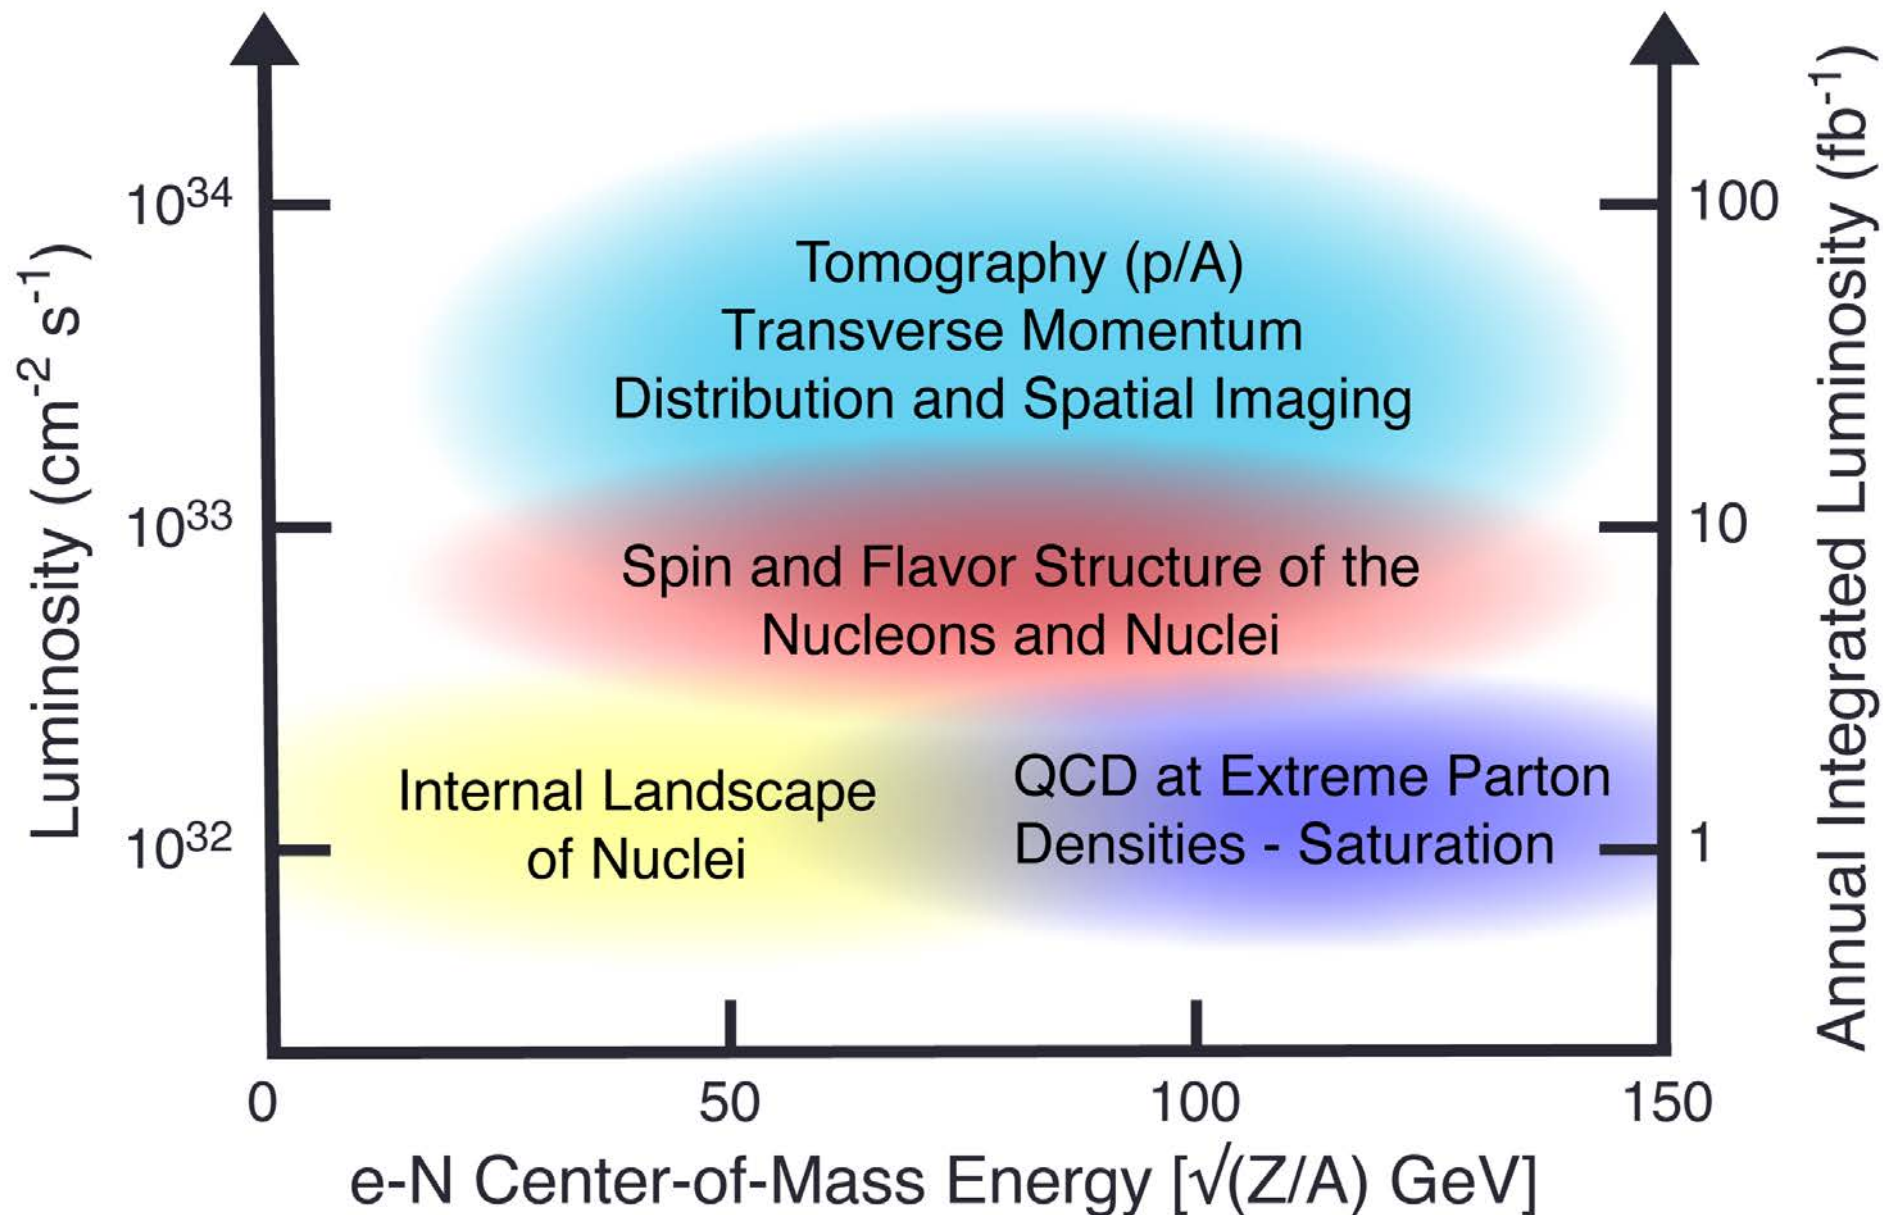 Luminosity (cm⁻² s⁻¹)
10³⁴
10³³
10³²
Tomography (p/A)
Transverse Momentum
Distribution and Spatial Imaging
Spin and Flavor Structure of the
Nucleons and Nuclei
Internal Landscape
of Nuclei
QCD at Extreme Parton
Densities - Saturation
100
10
1
Annual Integrated Luminosity (fb⁻¹)
0 50 100 150
e-N Center-of-Mass Energy [√(Z/A) GeV]